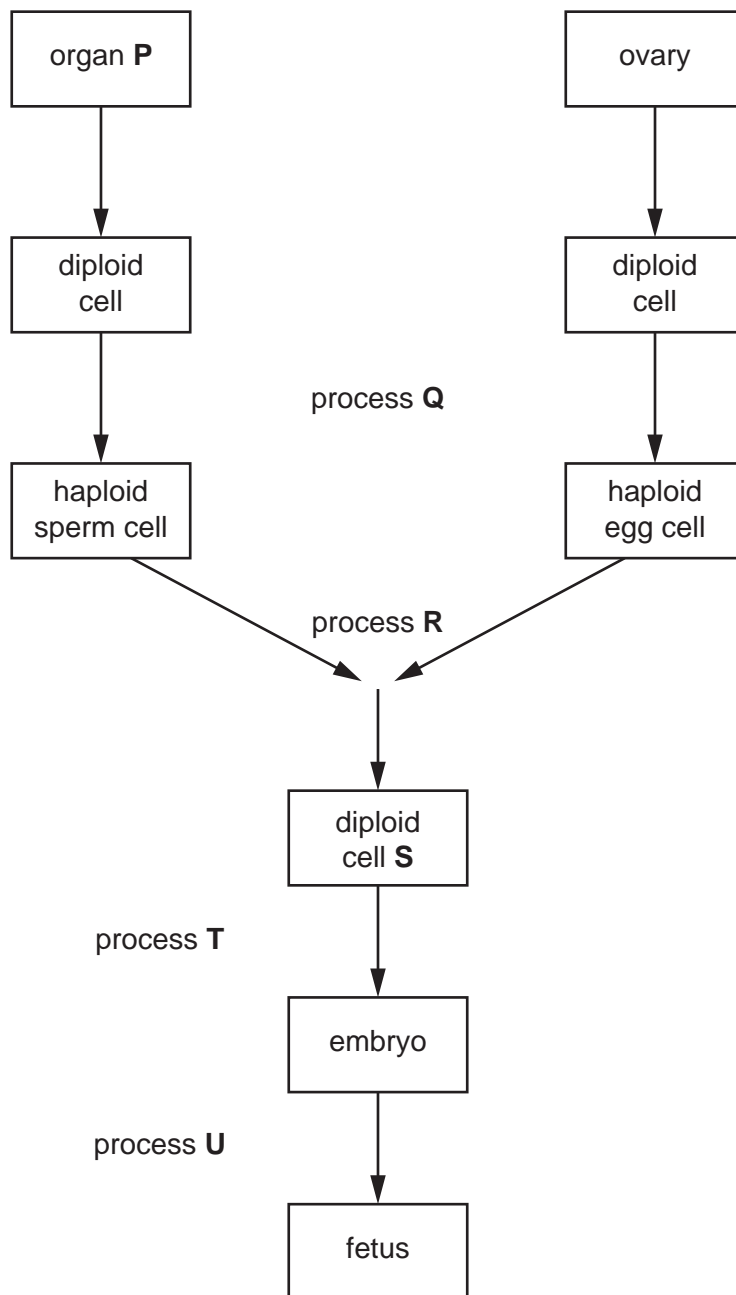 organ P
ovary
diploid
cell
diploid
cell
process Q
haploid
sperm cell
haploid
egg cell
process R
diploid
cell S
process T
embryo
process U
fetus